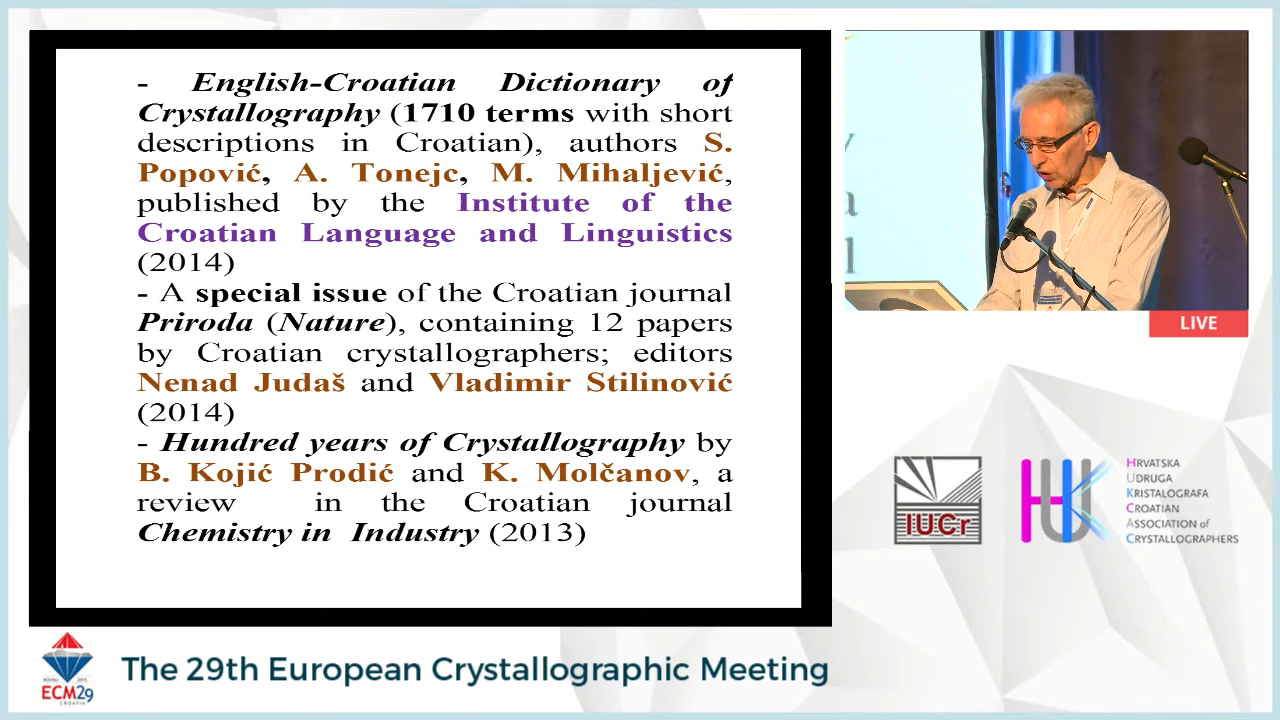 - English-Croatian Dictionary of
Crystallography (1710 terms with short
descriptions in Croatian), authors S.
Popović, A. Tonejc, M. Mihaljević,
published by the Institute of the
Croatian Language and Linguistics
(2014)
- A special issue of the Croatian journal
Priroda (Nature), containing 12 papers
by Croatian crystallographers; editors
Nenad Judaš and Vladimir Stilinović
(2014)
- Hundred years of Crystallography by
B. Kojić Prodić and K. Molčanov, a
review in the Croatian journal
Chemistry in Industry (2013)
LIVE
IUCr
HUK
HRVATSKA
UDRUGA
KRISTALOGRAFA
CROATIAN
ASSOCIATION of
CRYSTALLOGRAPHERS
ECM29
CROATIA
The 29th European Crystallographic Meeting